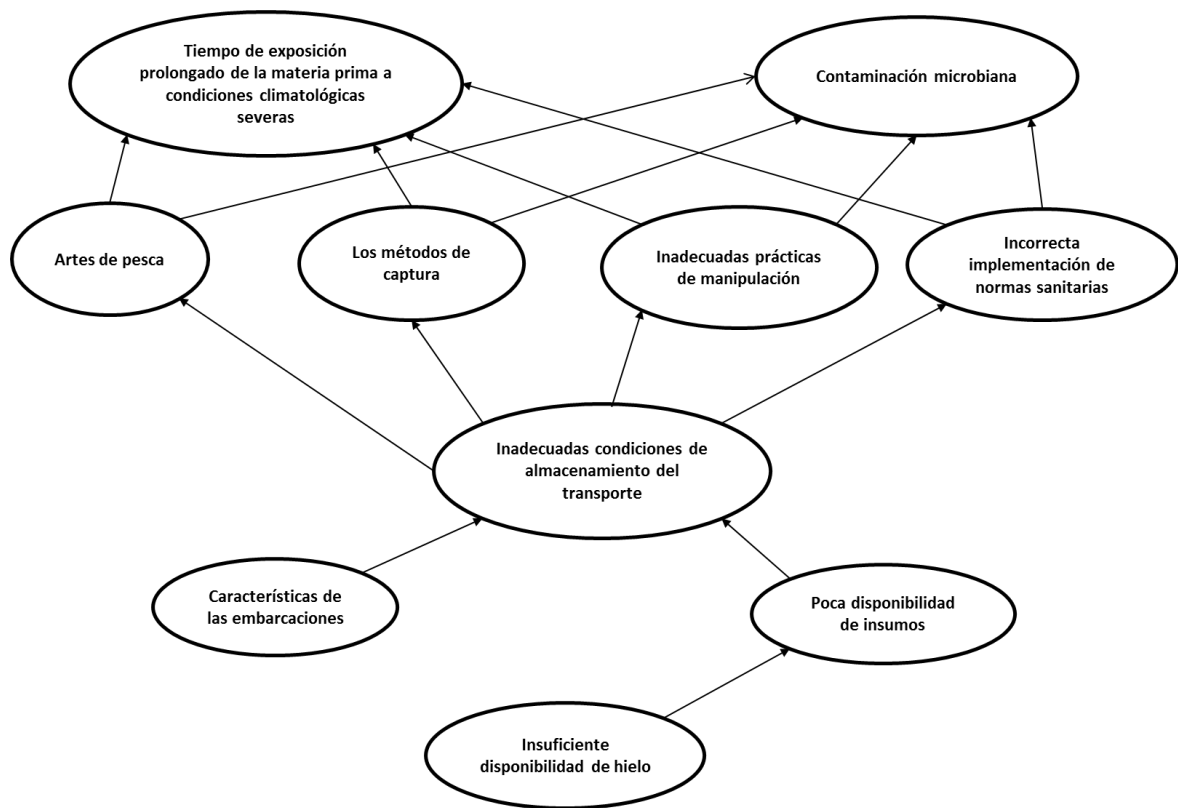 Tiempo de exposición
prolongado de la materia prima a
condiciones climatológicas
severas
Contaminación microbiana
Artes de pesca
Los métodos de
captura
Inadecuadas prácticas
de manipulación
Incorrecta
implementación de
normas sanitarias
Inadecuadas condiciones de
almacenamiento del
transporte
Características de
las embarcaciones
Poca disponibilidad
de insumos
Insuficiente
disponibilidad de hielo